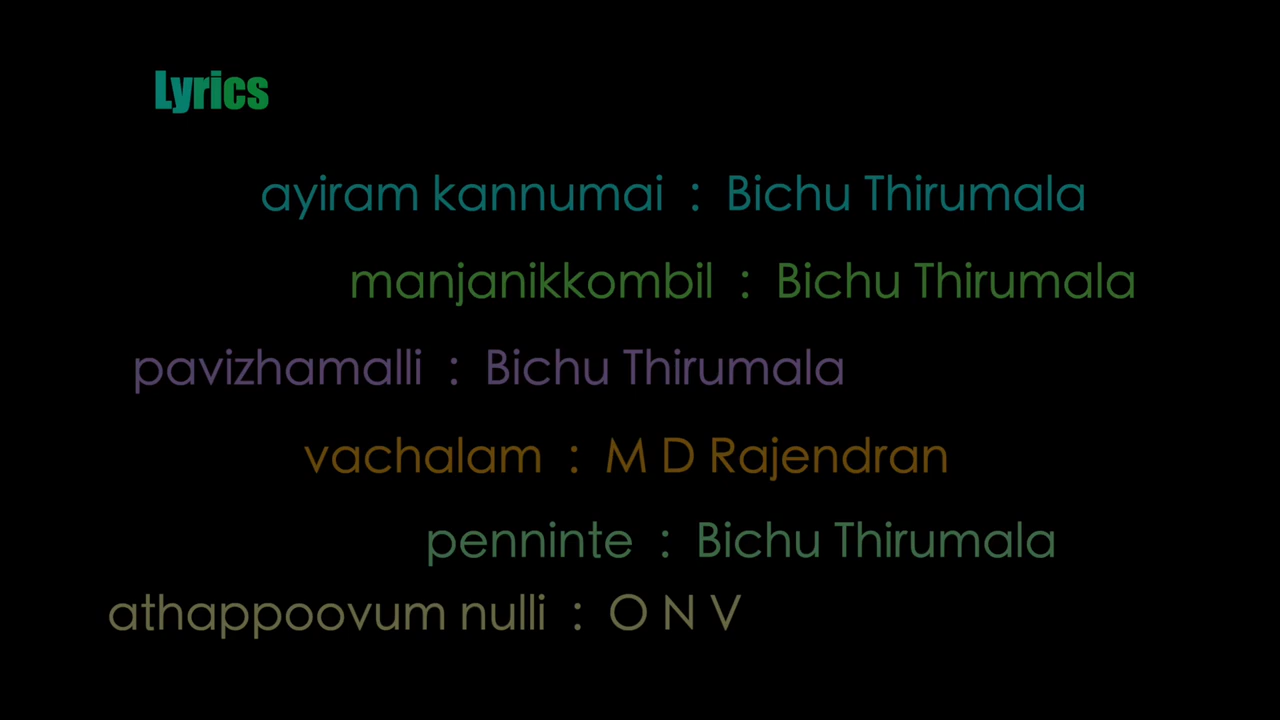 Lyrics
ayiram kannumai : Bichu Thirumala
manjanikkombil : Bichu Thirumala
pavizhamalli : Bichu Thirumala
vachalam : M D Rajendran
penninte : Bichu Thirumala
athappoovum nulli : O N V